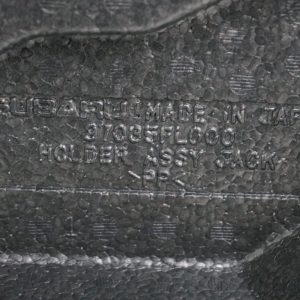 SUBARU MADE IN JAP
97035FL000
HOLDER ASSY JACK
>PP<